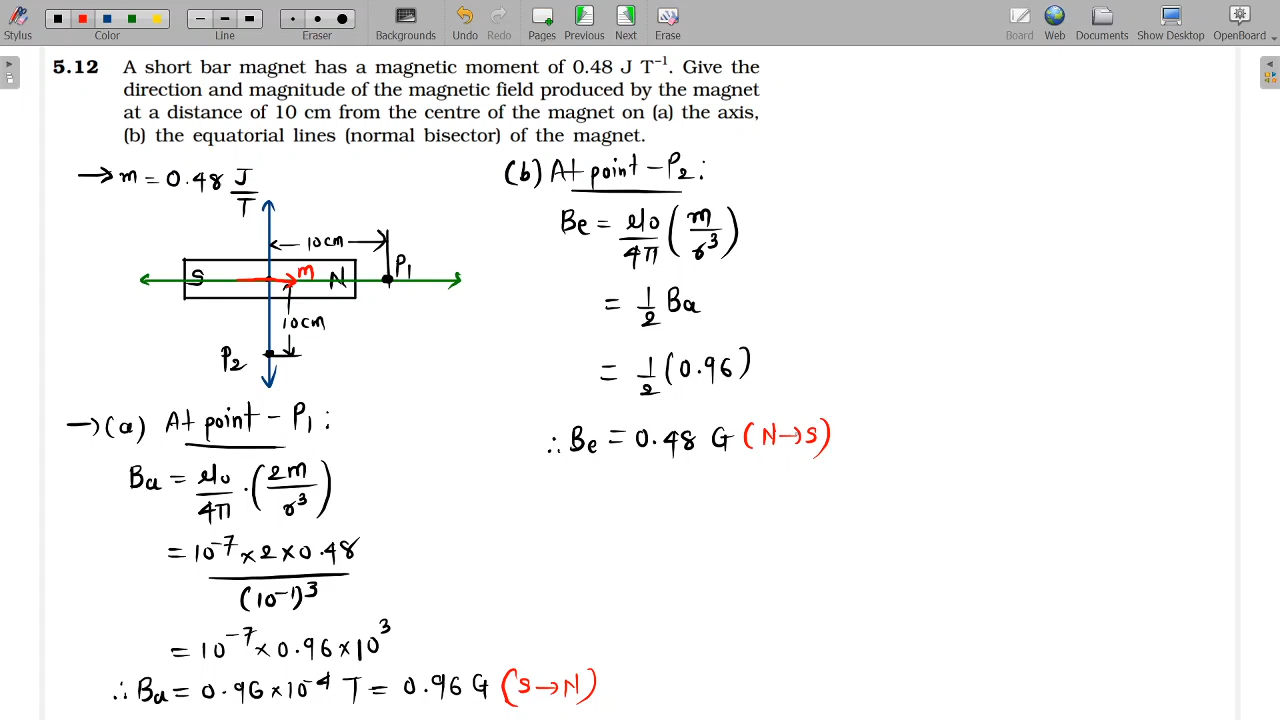 Stylus Color Line Eraser Backgrounds Undo Redo Pages Previous Next Erase Board Web Documents Show Desktop OpenBoard
5.12 A short bar magnet has a magnetic moment of 0.48 J T⁻¹. Give the
direction and magnitude of the magnetic field produced by the magnet
at a distance of 10 cm from the centre of the magnet on (a) the axis,
(b) the equatorial lines (normal bisector) of the magnet.
→ m = 0.48 J/T
10cm
S m N P₁
10cm
P₂
→ (a) At point - P₁ :
Ba = μ₀/4π · (2m/r³)
= 10⁻⁷ × 2 × 0.48 / (10⁻¹)³
= 10⁻⁷ × 0.96 × 10³
∴ Ba = 0.96 × 10⁻⁴ T = 0.96 G (S → N)
(b) At point - P₂ :
Be = μ₀/4π (m/r³)
= 1/2 Ba
= 1/2 (0.96)
∴ Be = 0.48 G (N → S)